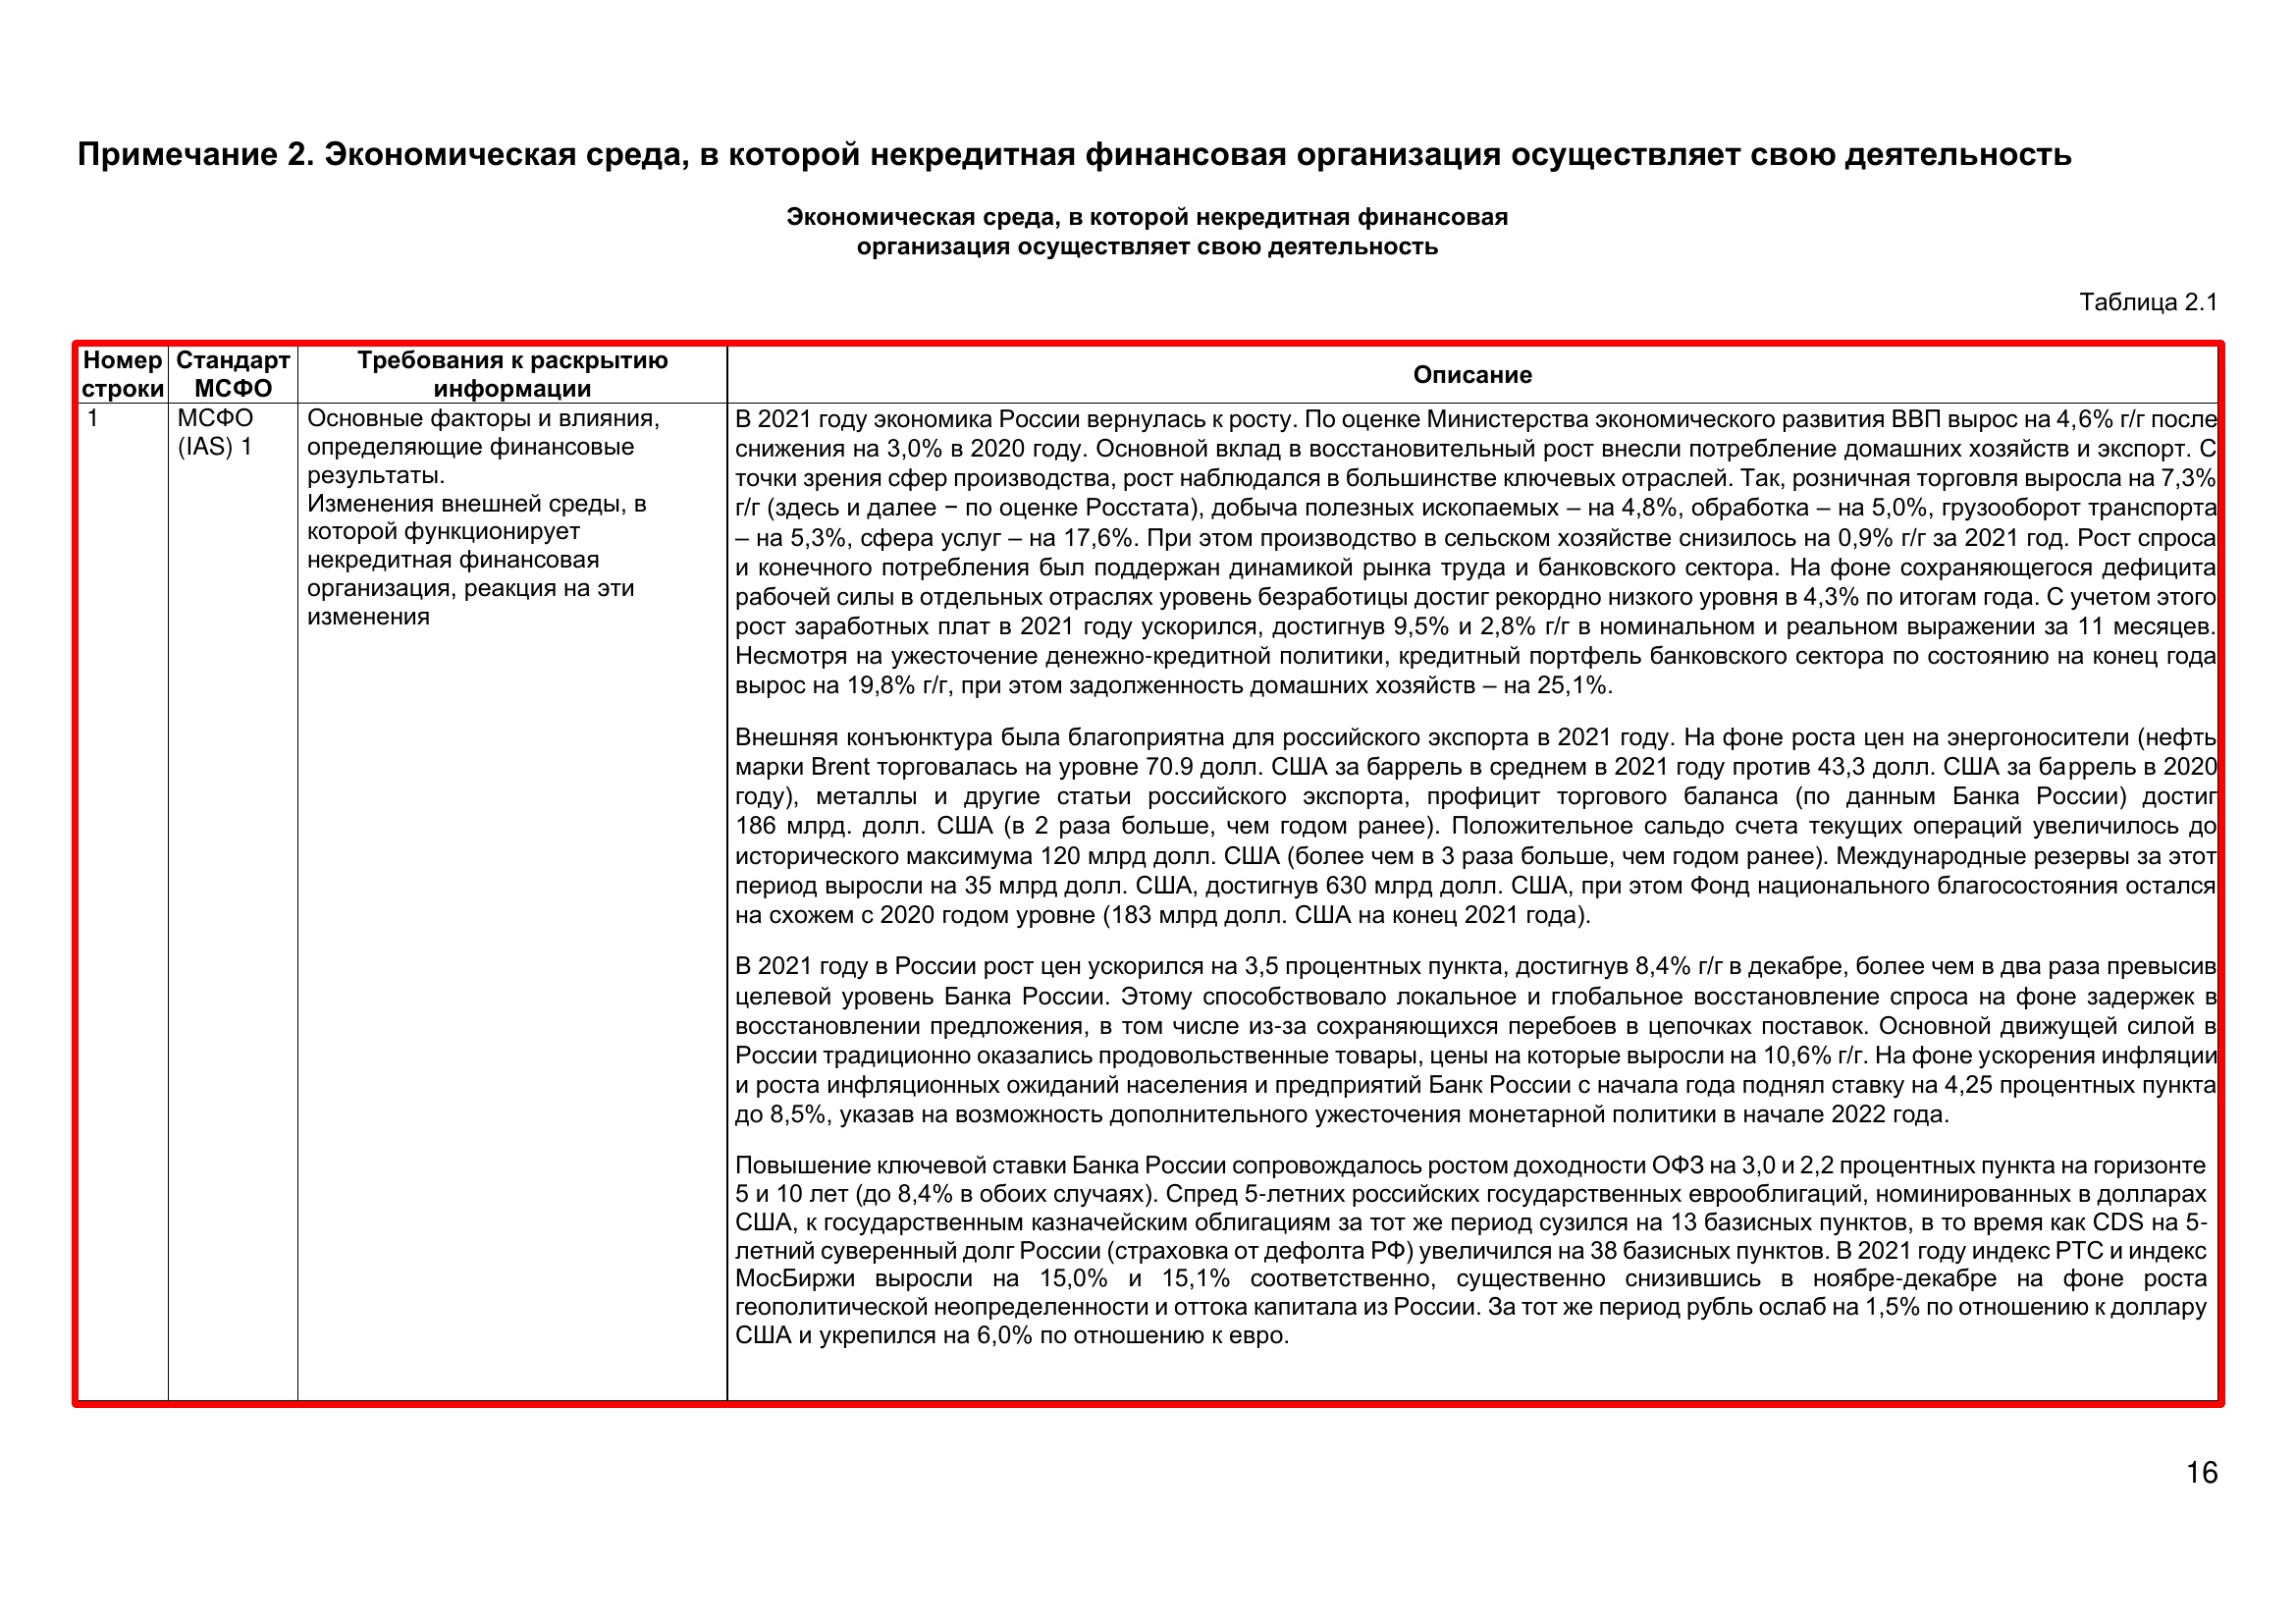 Примечание 2. Экономическая среда, в которой некредитная финансовая организация осуществляет свою деятельность
Экономическая среда, в которой некредитная финансовая
организация осуществляет свою деятельность
Таблица 2.1
Номер строки
Стандарт МСФО
Требования к раскрытию информации
Описание
1
МСФО
(IAS) 1
Основные факторы и влияния,
определяющие финансовые
результаты.
Изменения внешней среды, в
которой функционирует
некредитная финансовая
организация, реакция на эти
изменения
В 2021 году экономика России вернулась к росту. По оценке Министерства экономического развития ВВП вырос на 4,6% г/г после
снижения на 3,0% в 2020 году. Основной вклад в восстановительный рост внесли потребление домашних хозяйств и экспорт. С
точки зрения сфер производства, рост наблюдался в большинстве ключевых отраслей. Так, розничная торговля выросла на 7,3%
г/г (здесь и далее − по оценке Росстата), добыча полезных ископаемых – на 4,8%, обработка – на 5,0%, грузооборот транспорта
– на 5,3%, сфера услуг – на 17,6%. При этом производство в сельском хозяйстве снизилось на 0,9% г/г за 2021 год. Рост спроса
и конечного потребления был поддержан динамикой рынка труда и банковского сектора. На фоне сохраняющегося дефицита
рабочей силы в отдельных отраслях уровень безработицы достиг рекордно низкого уровня в 4,3% по итогам года. С учетом этого
рост заработных плат в 2021 году ускорился, достигнув 9,5% и 2,8% г/г в номинальном и реальном выражении за 11 месяцев.
Несмотря на ужесточение денежно-кредитной политики, кредитный портфель банковского сектора по состоянию на конец года
вырос на 19,8% г/г, при этом задолженность домашних хозяйств – на 25,1%.
Внешняя конъюнктура была благоприятна для российского экспорта в 2021 году. На фоне роста цен на энергоносители (нефть
марки Brent торговалась на уровне 70.9 долл. США за баррель в среднем в 2021 году против 43,3 долл. США за баррель в 2020
году), металлы и другие статьи российского экспорта, профицит торгового баланса (по данным Банка России) достиг
186 млрд. долл. США (в 2 раза больше, чем годом ранее). Положительное сальдо счета текущих операций увеличилось до
исторического максимума 120 млрд долл. США (более чем в 3 раза больше, чем годом ранее). Международные резервы за этот
период выросли на 35 млрд долл. США, достигнув 630 млрд долл. США, при этом Фонд национального благосостояния остался
на схожем с 2020 годом уровне (183 млрд долл. США на конец 2021 года).
В 2021 году в России рост цен ускорился на 3,5 процентных пункта, достигнув 8,4% г/г в декабре, более чем в два раза превысив
целевой уровень Банка России. Этому способствовало локальное и глобальное восстановление спроса на фоне задержек в
восстановлении предложения, в том числе из-за сохраняющихся перебоев в цепочках поставок. Основной движущей силой в
России традиционно оказались продовольственные товары, цены на которые выросли на 10,6% г/г. На фоне ускорения инфляции
и роста инфляционных ожиданий населения и предприятий Банк России с начала года поднял ставку на 4,25 процентных пункта
до 8,5%, указав на возможность дополнительного ужесточения монетарной политики в начале 2022 года.
Повышение ключевой ставки Банка России сопровождалось ростом доходности ОФЗ на 3,0 и 2,2 процентных пункта на горизонте
5 и 10 лет (до 8,4% в обоих случаях). Спред 5-летних российских государственных еврооблигаций, номинированных в долларах
США, к государственным казначейским облигациям за тот же период сузился на 13 базисных пунктов, в то время как CDS на 5-
летний суверенный долг России (страховка от дефолта РФ) увеличился на 38 базисных пунктов. В 2021 году индекс РТС и индекс
МосБиржи выросли на 15,0% и 15,1% соответственно, существенно снизившись в ноябре-декабре на фоне роста
геополитической неопределенности и оттока капитала из России. За тот же период рубль ослаб на 1,5% по отношению к доллару
США и укрепился на 6,0% по отношению к евро.
16